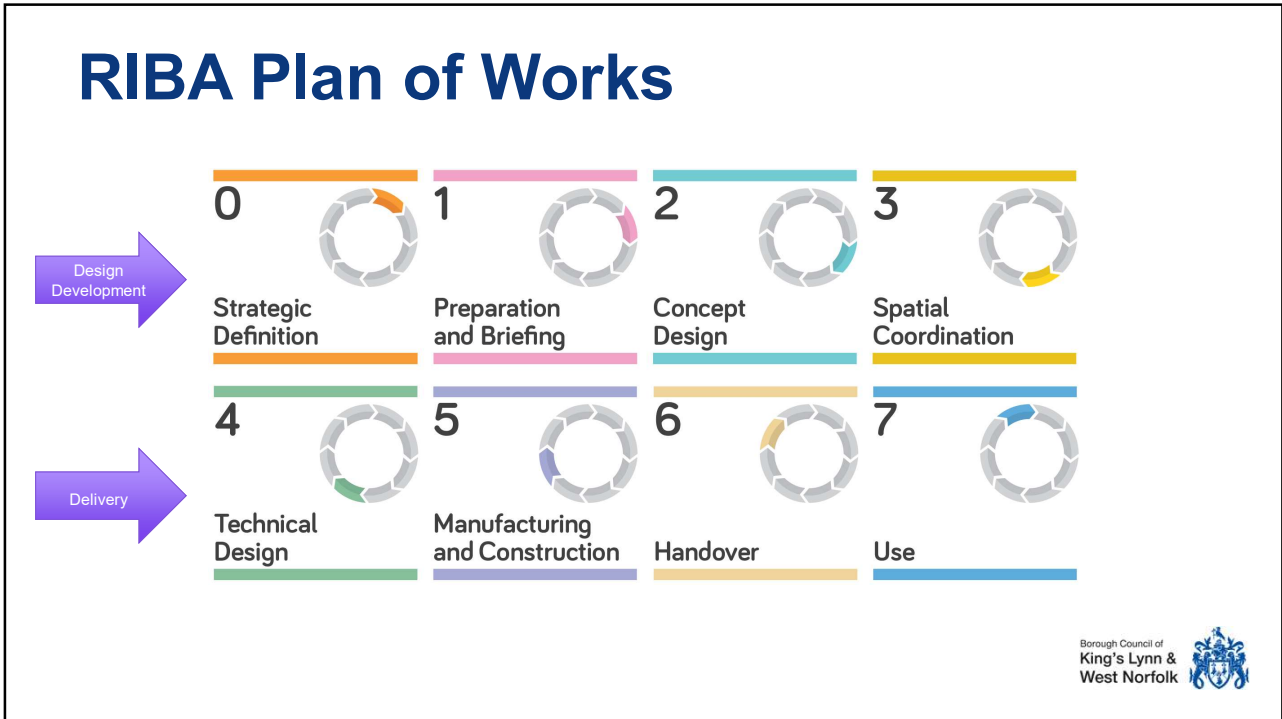 RIBA Plan of Works
Design
Development
0
Strategic
Definition
1
Preparation
and Briefing
2
Concept
Design
3
Spatial
Coordination
Delivery
4
Technical
Design
5
Manufacturing
and Construction
6
Handover
7
Use
Borough Council of
King's Lynn &
West Norfolk